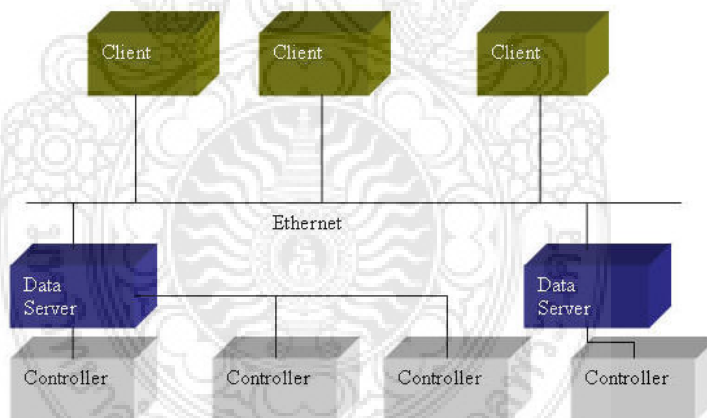 Client
Client
Client
Ethernet
Data
Server
Data
Server
Controller
Controller
Controller
Controller